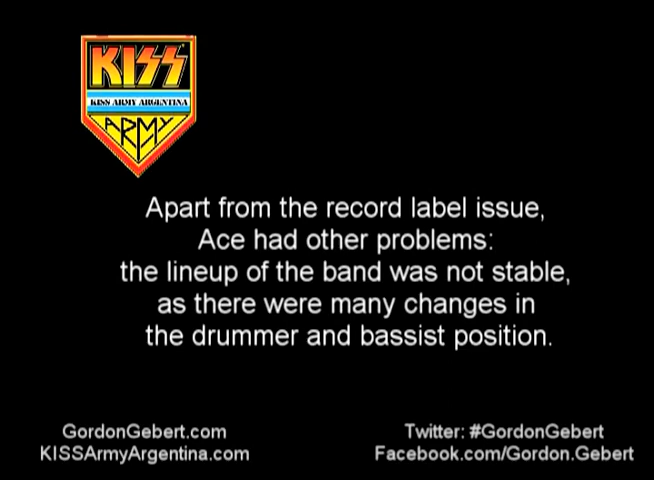 KISS
KISS ARMY ARGENTINA
ARMY
Apart from the record label issue,
Ace had other problems:
the lineup of the band was not stable,
as there were many changes in
the drummer and bassist position.
GordonGebert.com
KISSArmyArgentina.com
Twitter: #GordonGebert
Facebook.com/Gordon.Gebert